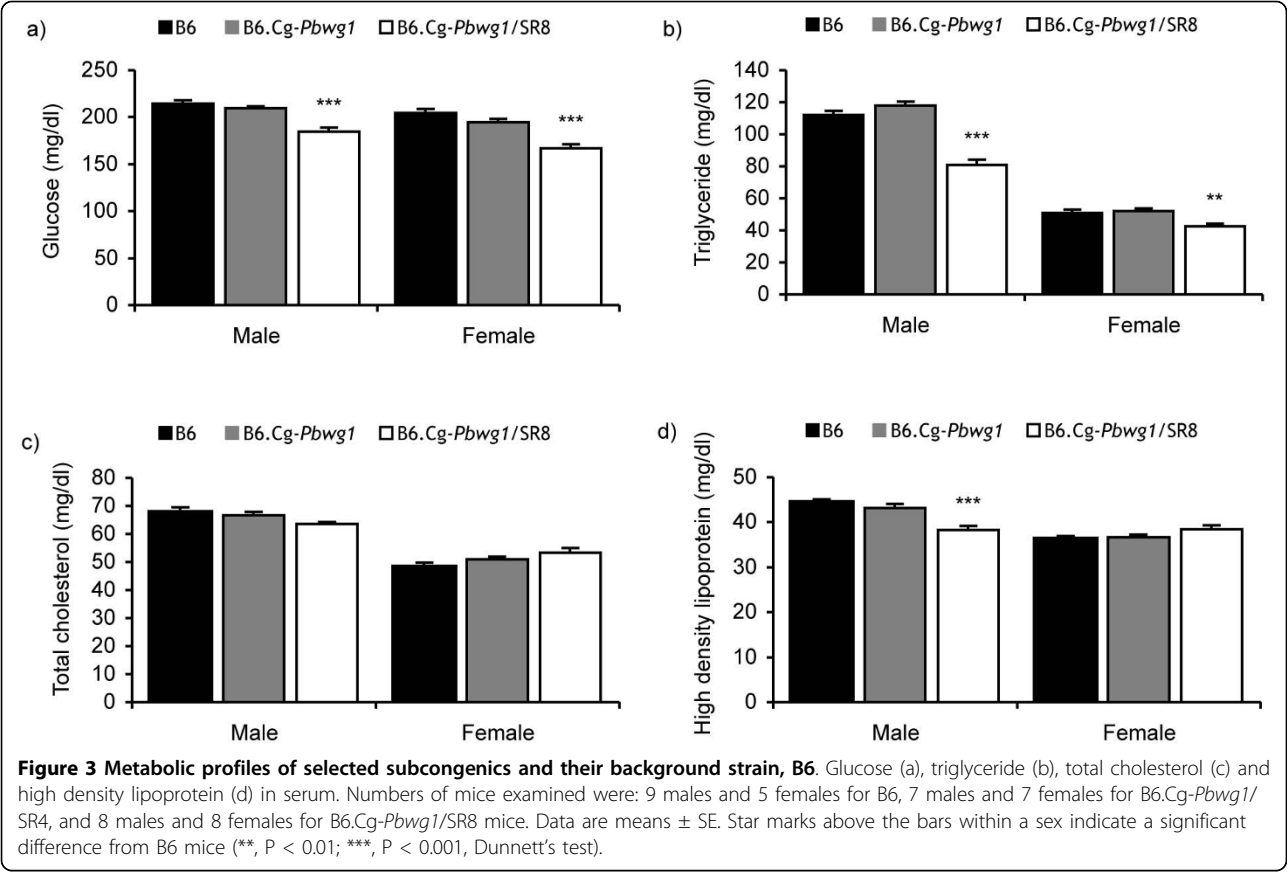 a)
B6 B6.Cg-Pbwg1 B6.Cg-Pbwg1/SR8
Glucose (mg/dl)
250
200
150
200
50
0
***
***
Male Female
b)
B6 B6.Cg-Pbwg1 B6.Cg-Pbwg1/SR8
Triglyceride (mg/dl)
140
120
100
80
60
40
20
0
***
**
Male Female
c)
B6 B6.Cg-Pbwg1 B6.Cg-Pbwg1/SR8
Total cholesterol (mg/dl)
80
70
60
50
40
30
20
10
0
Male Female
d)
B6 B6.Cg-Pbwg1 B6.Cg-Pbwg1/SR8
High density lipoprotein (mg/dl)
50
40
30
20
10
0
***
Male Female
Figure 3 Metabolic profiles of selected subcongenics and their background strain, B6. Glucose (a), triglyceride (b), total cholesterol (c) and
high density lipoprotein (d) in serum. Numbers of mice examined were: 9 males and 5 females for B6, 7 males and 7 females for B6.Cg-Pbwg1/
SR4, and 8 males and 8 females for B6.Cg-Pbwg1/SR8 mice. Data are means ± SE. Star marks above the bars within a sex indicate a significant
difference from B6 mice (**, P < 0.01; ***, P < 0.001, Dunnett's test).